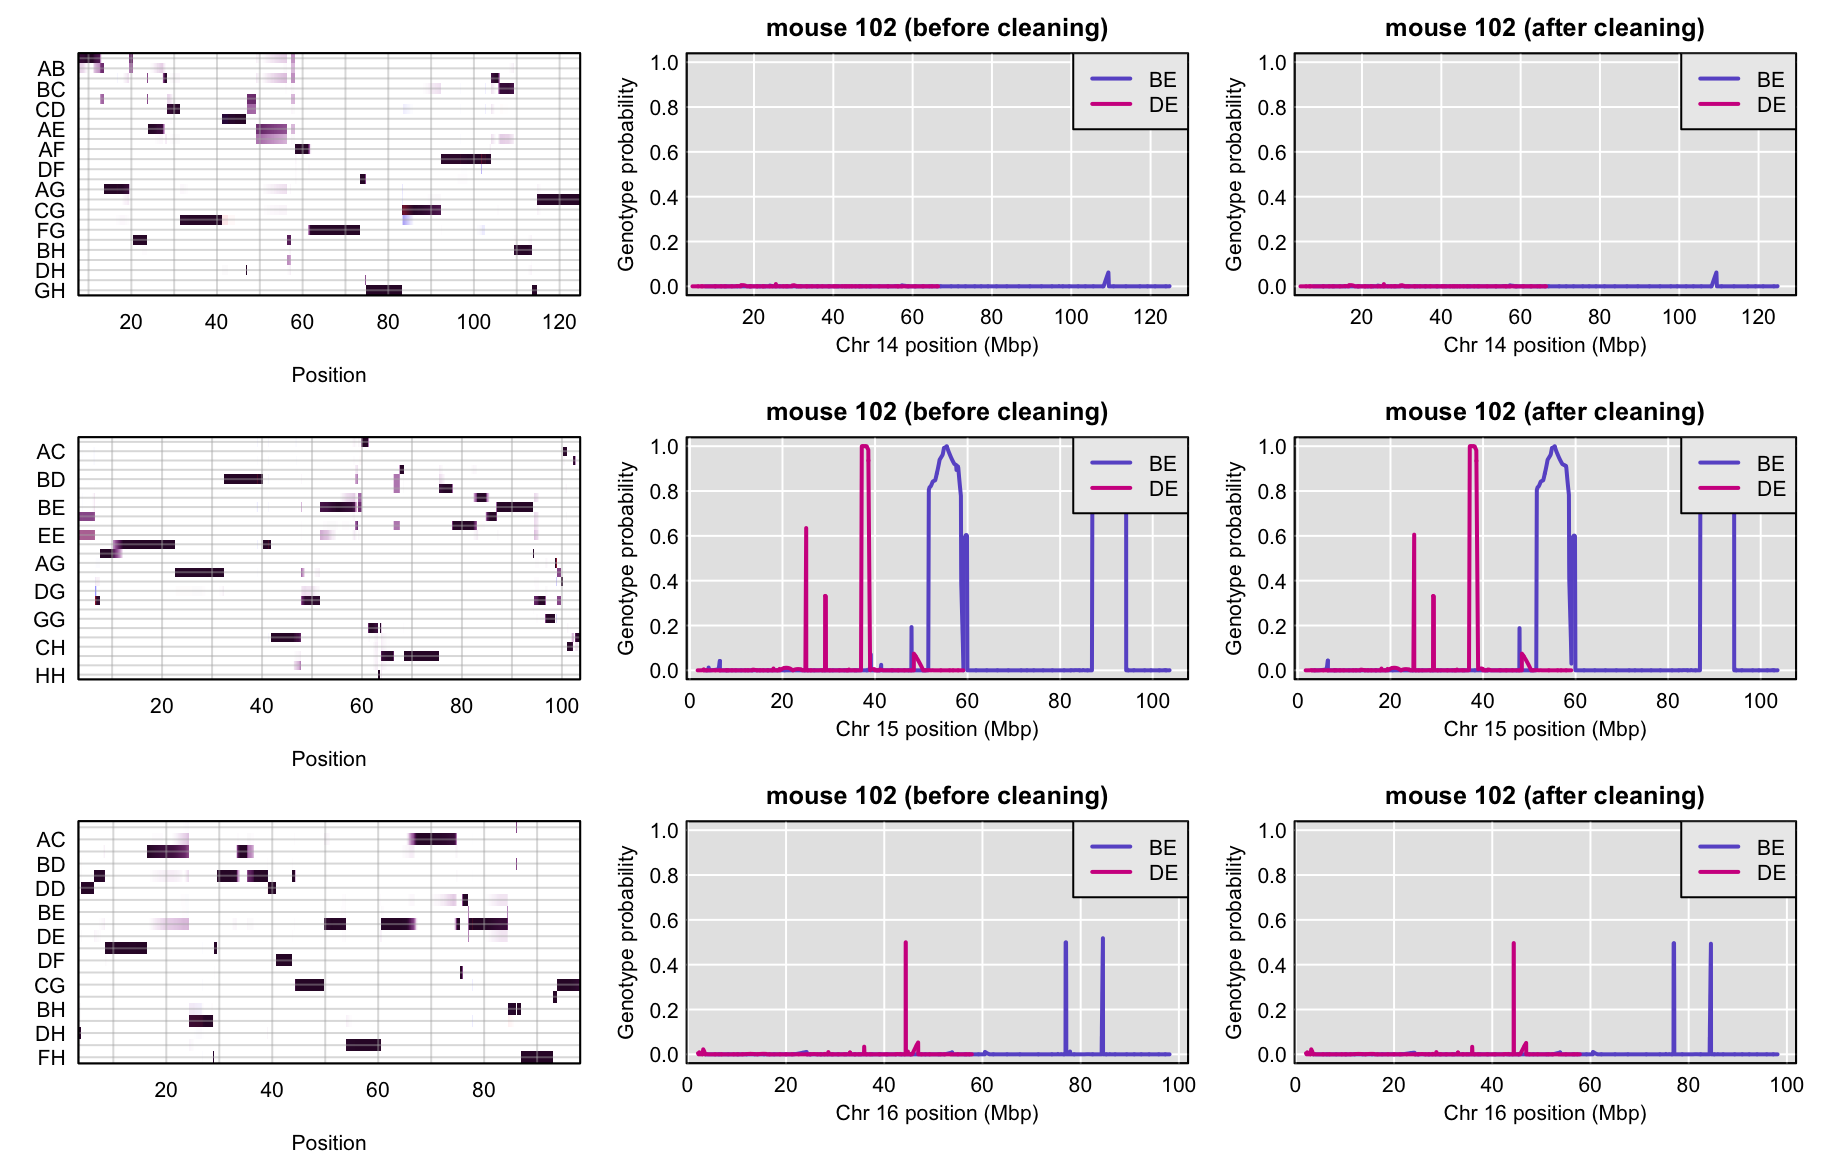 mouse 102 (before cleaning)
mouse 102 (after cleaning)
AB
BC
CD
AE
AF
DF
AG
CG
FG
BH
DH
GH
20 40 60 80 100 120
Position
Genotype probability
1.0
0.8
0.6
0.4
0.2
0.0
BE
DE
20 40 60 80 100 120
Chr 14 position (Mbp)
Genotype probability
1.0
0.8
0.6
0.4
0.2
0.0
BE
DE
20 40 60 80 100 120
Chr 14 position (Mbp)
mouse 102 (before cleaning)
mouse 102 (after cleaning)
AC
BD
BE
EE
AG
DG
GG
CH
HH
20 40 60 80 100
Position
Genotype probability
1.0
0.8
0.6
0.4
0.2
0.0
BE
DE
0 20 40 60 80 100
Chr 15 position (Mbp)
Genotype probability
1.0
0.8
0.6
0.4
0.2
0.0
BE
DE
0 20 40 60 80 100
Chr 15 position (Mbp)
mouse 102 (before cleaning)
mouse 102 (after cleaning)
AC
BD
DD
BE
DE
DF
CG
BH
DH
FH
20 40 60 80
Position
Genotype probability
1.0
0.8
0.6
0.4
0.2
0.0
BE
DE
0 20 40 60 80 100
Chr 16 position (Mbp)
Genotype probability
1.0
0.8
0.6
0.4
0.2
0.0
BE
DE
0 20 40 60 80 100
Chr 16 position (Mbp)